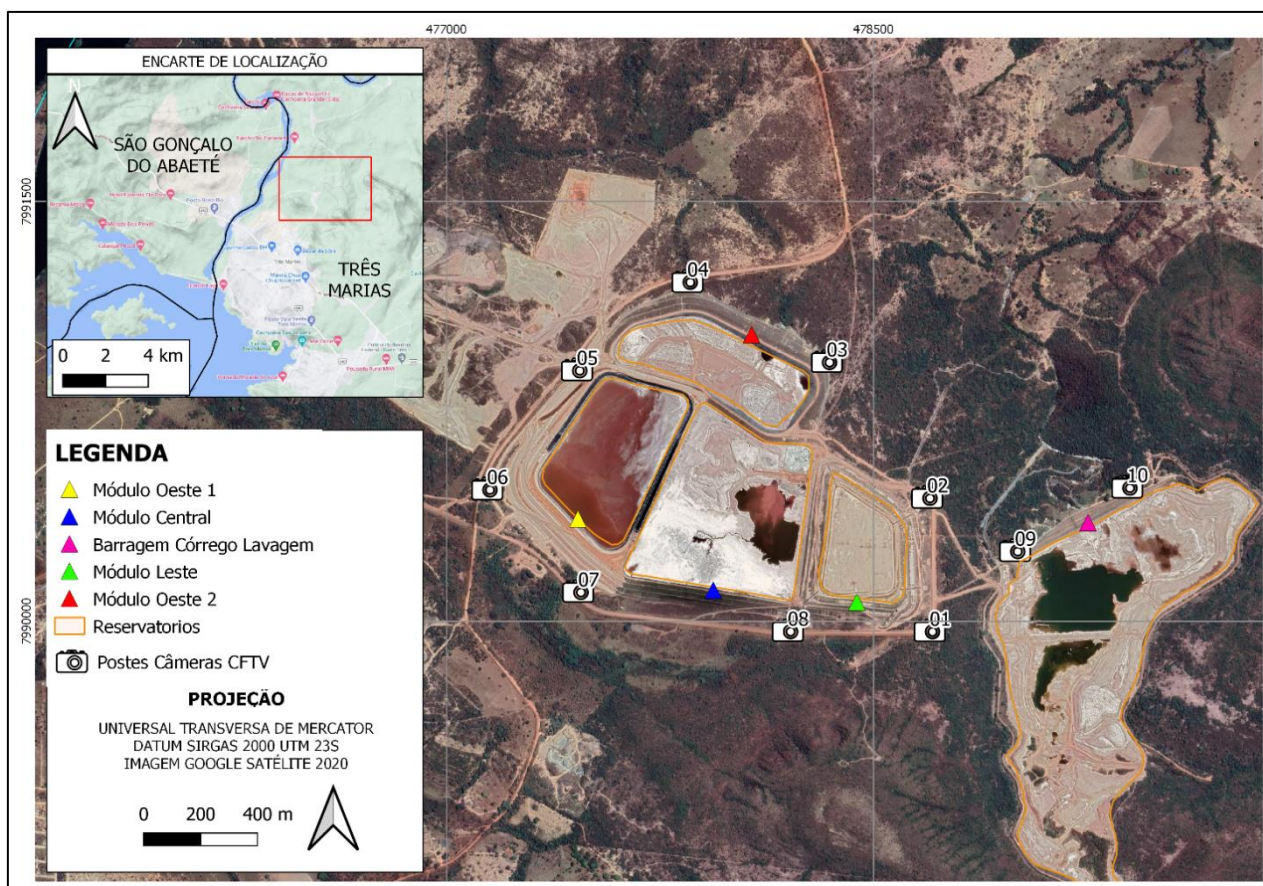 477000
478500
7991500
7990000
ENCARTE DE LOCALIZAÇÃO
N
SÃO GONÇALO
DO ABAETÉ
TRÊS
MARIAS
0 2 4 km
LEGENDA
Módulo Oeste 1
Módulo Central
Barragem Córrego Lavagem
Módulo Leste
Módulo Oeste 2
Reservatorios
Postes Câmeras CFTV
PROJEÇÃO
UNIVERSAL TRANSVERSA DE MERCATOR
DATUM SIRGAS 2000 UTM 23S
IMAGEM GOOGLE SATÉLITE 2020
0 200 400 m
04
03
05
06
02
10
09
07
08
01